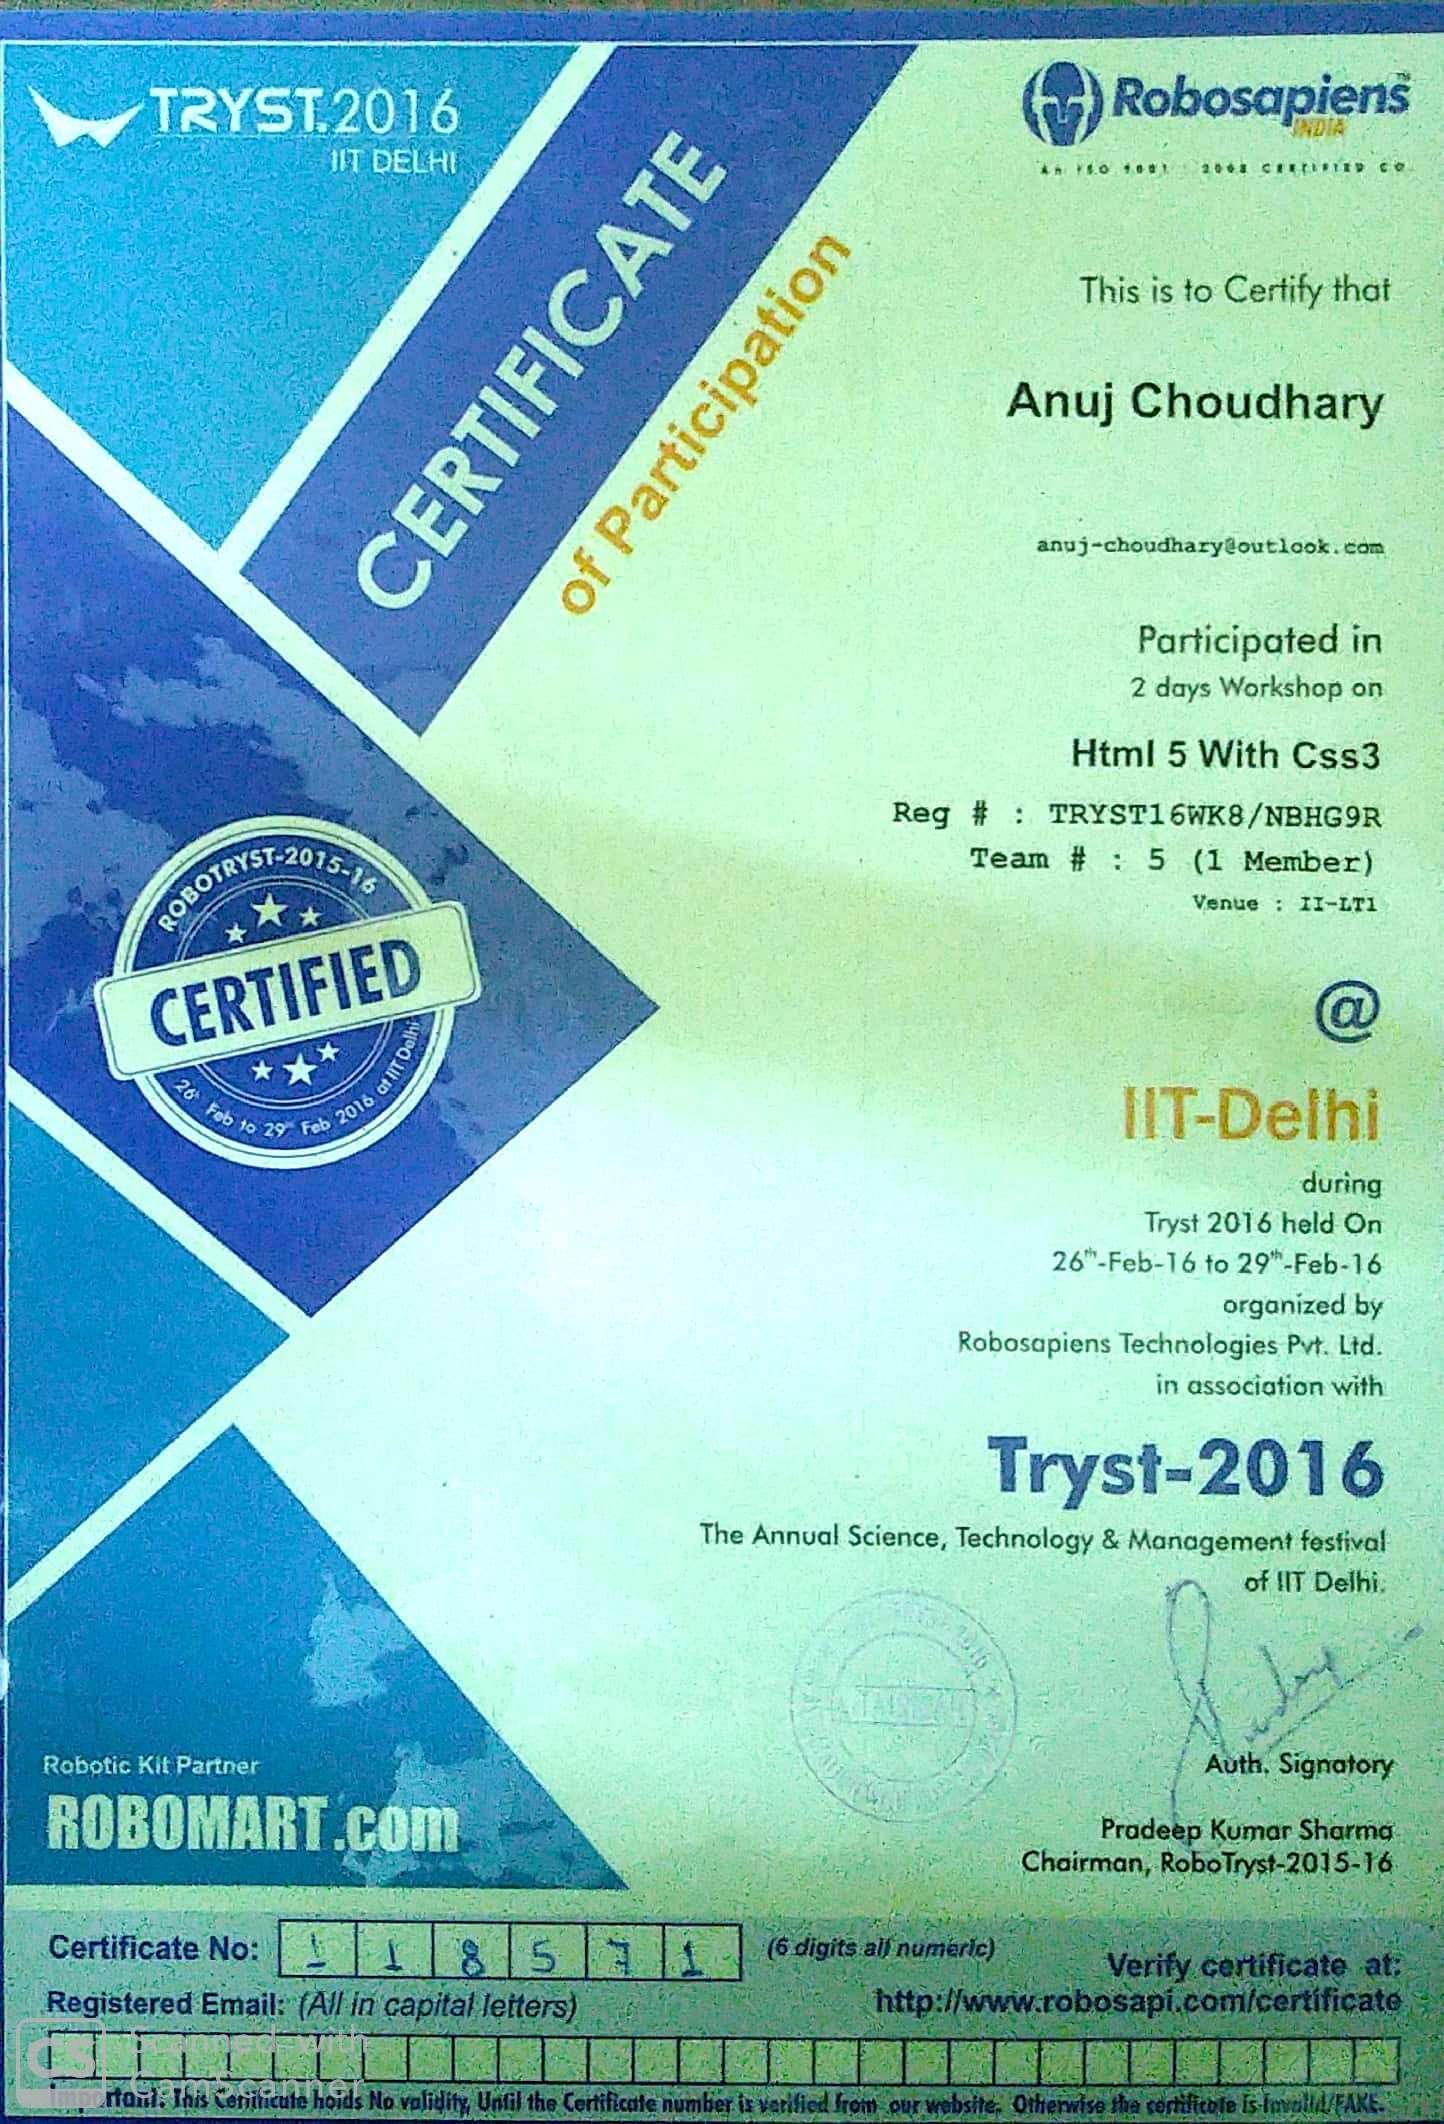 TRYST.2016
IIT DELHI
Robosapiens™
INDIA
An ISO 9001 : 2008 CERTIFIED CO.
CERTIFICATE
of Participation
This is to Certify that
Anuj Choudhary
anuj-choudhary@outlook.com
Participated in
2 days Workshop on
Html 5 With Css3
Reg # : TRYST16WK8/NBHG9R
Team # : 5 (1 Member)
Venue : II-LT1
ROBOTRYST-2015-16
CERTIFIED
26th Feb to 29th Feb 2016 at IIT Delhi
@
IIT-Delhi
during
Tryst 2016 held On
26th-Feb-16 to 29th-Feb-16
organized by
Robosapiens Technologies Pvt. Ltd.
in association with
Tryst-2016
The Annual Science, Technology & Management festival
of IIT Delhi.
Auth. Signatory
Pradeep Kumar Sharma
Chairman, RoboTryst-2015-16
Robotic Kit Partner
ROBOMART.com
Certificate No: 118571 (6 digits all numeric)
Verify certificate at:
Registered Email: (All in capital letters)
http://www.robosapi.com/certificate
CS Scanned with
CamScanner
Important: This Certificate holds No validity, Until the Certificate number is verified from our website, Otherwise the certificate is Invalid/FAKE.